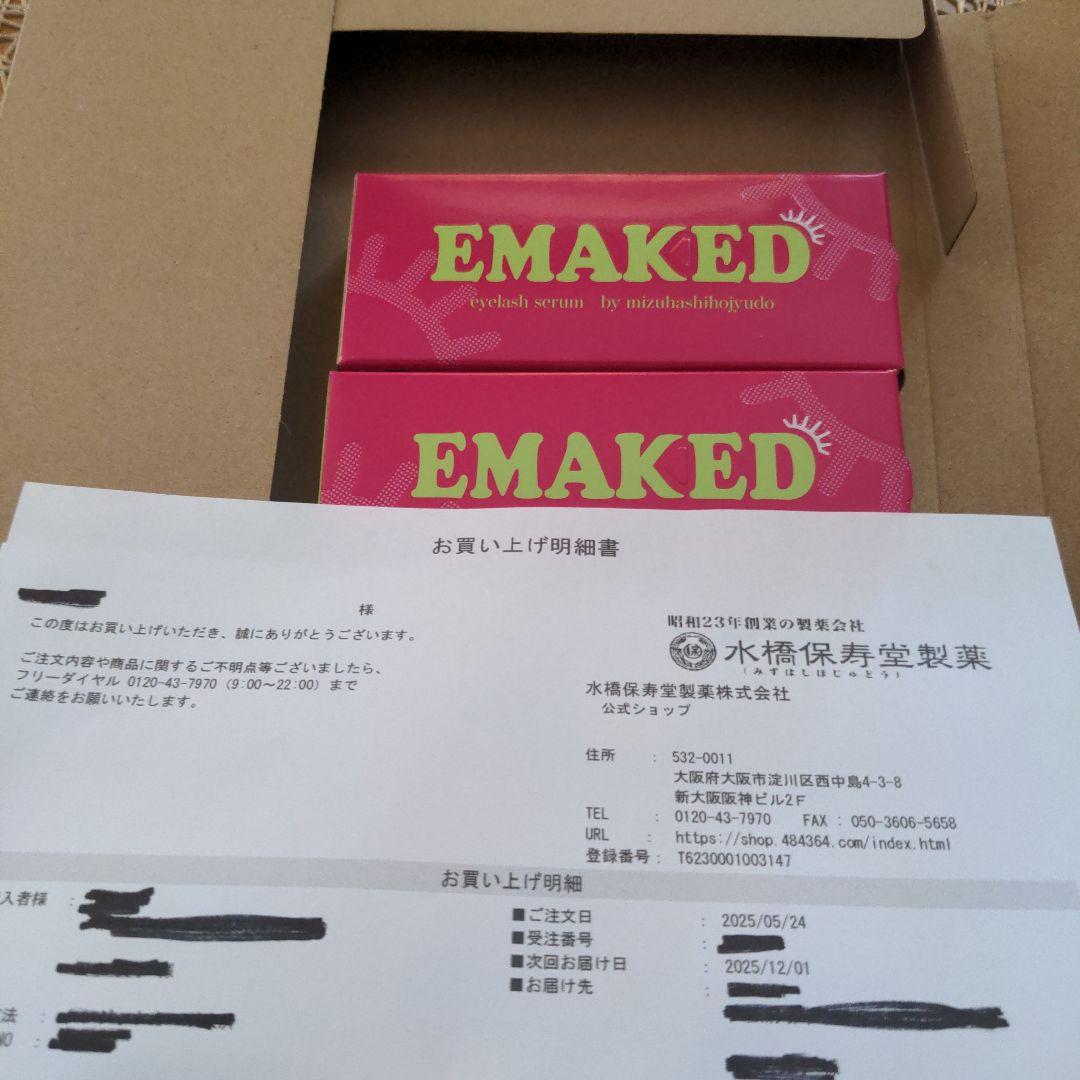 EMAKED
eyelash serum by mizuhashihojyudo
EMAKED
お買い上げ明細書
様
この度はお買い上げいただき、誠にありがとうございます。
ご注文内容や商品に関するご不明点等ございましたら、
フリーダイヤル 0120-43-7970 (9:00～22:00) まで
ご連絡をお願いいたします。
昭和23年創業の製薬会社
水橋保寿堂製薬
(みずはしほじゅどう)
水橋保寿堂製薬株式会社
公式ショップ
住所 : 532-0011
大阪府大阪市淀川区西中島4-3-8
新大阪阪神ビル2F
TEL : 0120-43-7970 FAX : 050-3606-5658
URL : https://shop.484364.com/index.html
登録番号 : T6230001003147
お買い上げ明細
入者様 :
■ご注文日 : 2025/05/24
■受注番号 :
■次回お届け日 : 2025/12/01
■お届け先 :
法 :
NO :